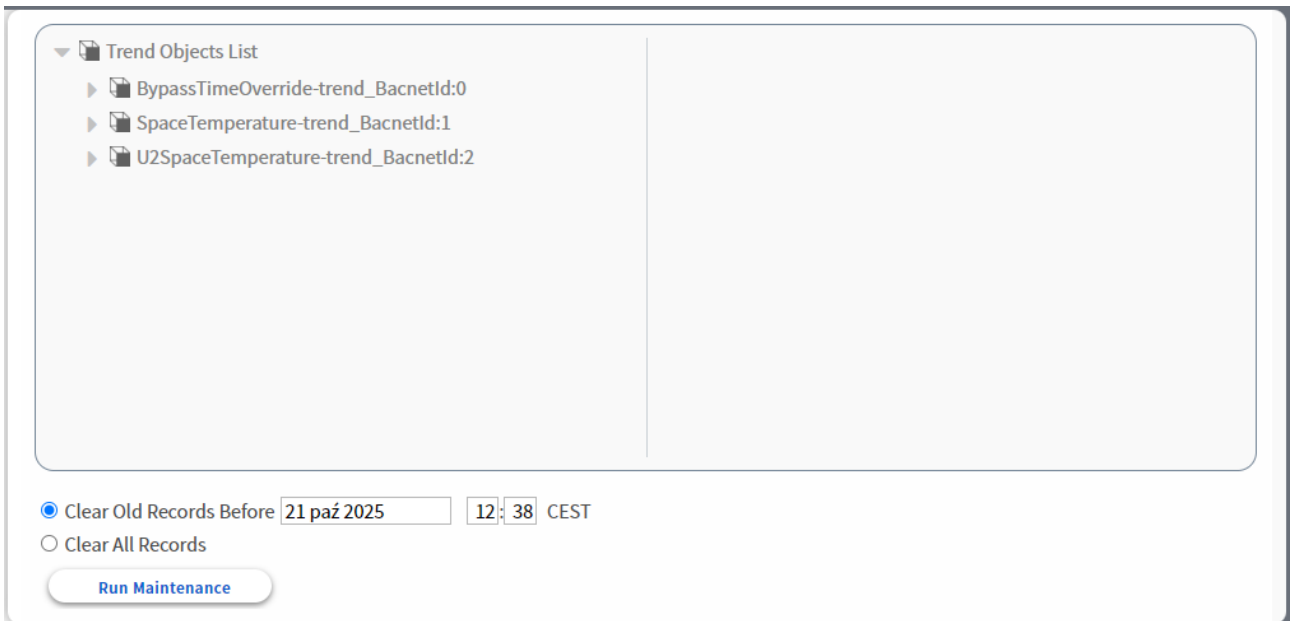 Trend Objects List
BypassTimeOverride-trend_BacnetId:0
SpaceTemperature-trend_BacnetId:1
U2SpaceTemperature-trend_BacnetId:2
Clear Old Records Before 21 paź 2025 12 : 38 CEST
Clear All Records
Run Maintenance